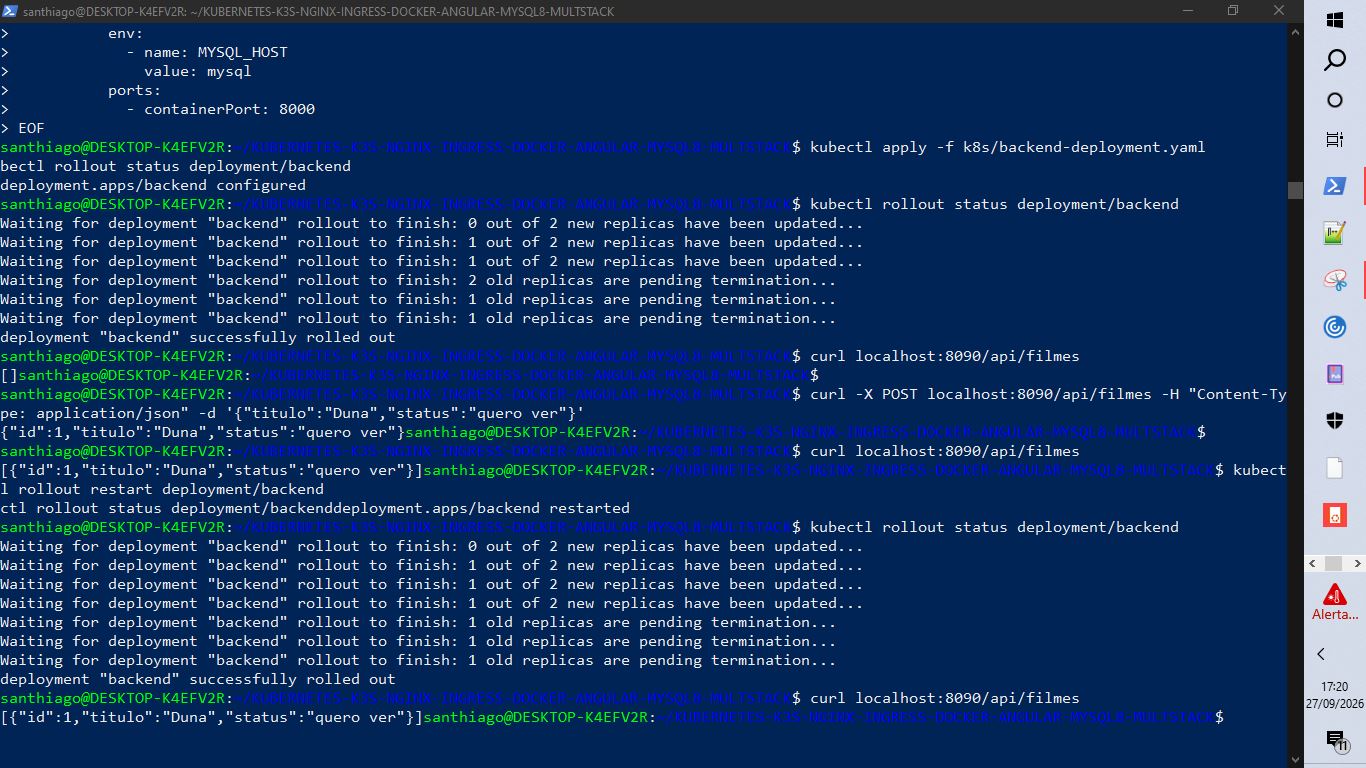 santhiago@DESKTOP-K4EFV2R: ~/KUBERNETES-K3S-NGINX-INGRESS-DOCKER-ANGULAR-MYSQL8-MULTSTACK
>           env:
>             - name: MYSQL_HOST
>               value: mysql
>           ports:
>             - containerPort: 8000
> EOF
santhiago@DESKTOP-K4EFV2R:~/KUBERNETES-K3S-NGINX-INGRESS-DOCKER-ANGULAR-MYSQL8-MULTSTACK$ kubectl apply -f k8s/backend-deployment.yaml
bectl rollout status deployment/backend
deployment.apps/backend configured
santhiago@DESKTOP-K4EFV2R:~/KUBERNETES-K3S-NGINX-INGRESS-DOCKER-ANGULAR-MYSQL8-MULTSTACK$ kubectl rollout status deployment/backend
Waiting for deployment "backend" rollout to finish: 0 out of 2 new replicas have been updated...
Waiting for deployment "backend" rollout to finish: 1 out of 2 new replicas have been updated...
Waiting for deployment "backend" rollout to finish: 1 out of 2 new replicas have been updated...
Waiting for deployment "backend" rollout to finish: 2 old replicas are pending termination...
Waiting for deployment "backend" rollout to finish: 1 old replicas are pending termination...
Waiting for deployment "backend" rollout to finish: 1 old replicas are pending termination...
deployment "backend" successfully rolled out
santhiago@DESKTOP-K4EFV2R:~/KUBERNETES-K3S-NGINX-INGRESS-DOCKER-ANGULAR-MYSQL8-MULTSTACK$ curl localhost:8090/api/filmes
[]santhiago@DESKTOP-K4EFV2R:~/KUBERNETES-K3S-NGINX-INGRESS-DOCKER-ANGULAR-MYSQL8-MULTSTACK$
santhiago@DESKTOP-K4EFV2R:~/KUBERNETES-K3S-NGINX-INGRESS-DOCKER-ANGULAR-MYSQL8-MULTSTACK$ curl -X POST localhost:8090/api/filmes -H "Content-Ty
pe: application/json" -d '{"titulo":"Duna","status":"quero ver"}'
{"id":1,"titulo":"Duna","status":"quero ver"}santhiago@DESKTOP-K4EFV2R:~/KUBERNETES-K3S-NGINX-INGRESS-DOCKER-ANGULAR-MYSQL8-MULTSTACK$
santhiago@DESKTOP-K4EFV2R:~/KUBERNETES-K3S-NGINX-INGRESS-DOCKER-ANGULAR-MYSQL8-MULTSTACK$ curl localhost:8090/api/filmes
[{"id":1,"titulo":"Duna","status":"quero ver"}]santhiago@DESKTOP-K4EFV2R:~/KUBERNETES-K3S-NGINX-INGRESS-DOCKER-ANGULAR-MYSQL8-MULTSTACK$ kubect
l rollout restart deployment/backend
ctl rollout status deployment/backenddeployment.apps/backend restarted
santhiago@DESKTOP-K4EFV2R:~/KUBERNETES-K3S-NGINX-INGRESS-DOCKER-ANGULAR-MYSQL8-MULTSTACK$ kubectl rollout status deployment/backend
Waiting for deployment "backend" rollout to finish: 0 out of 2 new replicas have been updated...
Waiting for deployment "backend" rollout to finish: 1 out of 2 new replicas have been updated...
Waiting for deployment "backend" rollout to finish: 1 out of 2 new replicas have been updated...
Waiting for deployment "backend" rollout to finish: 1 out of 2 new replicas have been updated...
Waiting for deployment "backend" rollout to finish: 1 old replicas are pending termination...
Waiting for deployment "backend" rollout to finish: 1 old replicas are pending termination...
Waiting for deployment "backend" rollout to finish: 1 old replicas are pending termination...
deployment "backend" successfully rolled out
santhiago@DESKTOP-K4EFV2R:~/KUBERNETES-K3S-NGINX-INGRESS-DOCKER-ANGULAR-MYSQL8-MULTSTACK$ curl localhost:8090/api/filmes
[{"id":1,"titulo":"Duna","status":"quero ver"}]santhiago@DESKTOP-K4EFV2R:~/KUBERNETES-K3S-NGINX-INGRESS-DOCKER-ANGULAR-MYSQL8-MULTSTACK$
Alerta...
17:20
27/09/2026
11